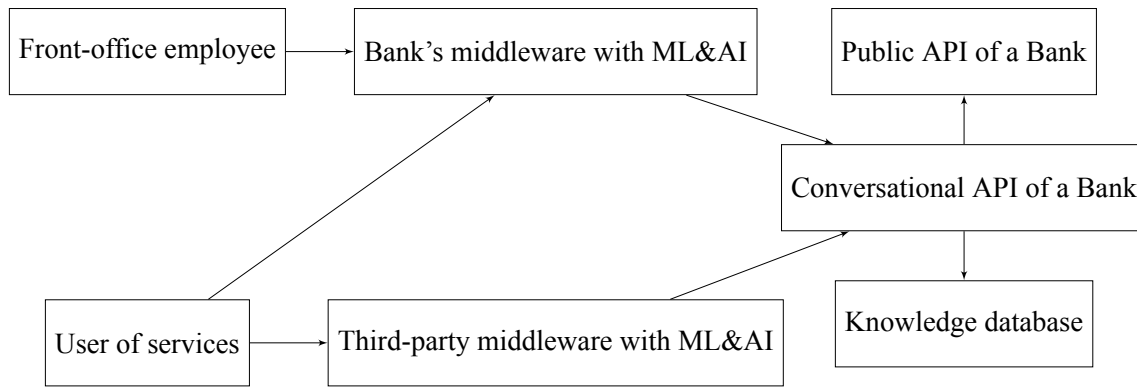 Front-office employee
Bank’s middleware with ML&AI
Public API of a Bank
Conversational API of a Bank
User of services
Third-party middleware with ML&AI
Knowledge database